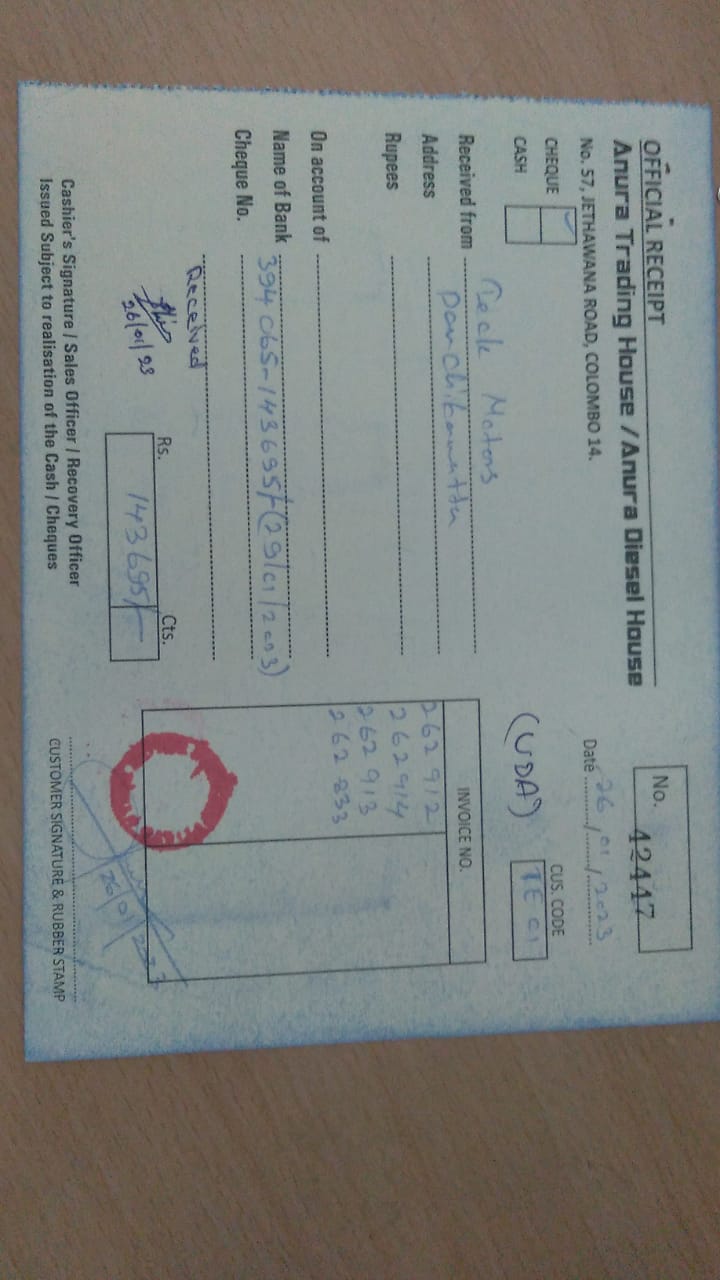 OFFICIAL RECEIPT
Anura Trading House / Anura Diesel House
No. 57, JETHAWANA ROAD, COLOMBO 14.
No. 42447
Date 26/01/2023
CHEQUE
CASH
(UDA)
CUS. CODE
TE 01
Received from Teck Motors
Address Panchikawatta
Rupees
On account of
Name of Bank 394065-143695/- (29/01/2023)
Cheque No.
INVOICE NO.
262912
262914
262913
262833
Received
26/01/23
Rs. Cts.
143695/-
26/01/2023
Cashier's Signature / Sales Officer / Recovery Officer
Issued Subject to realisation of the Cash / Cheques
CUSTOMER SIGNATURE & RUBBER STAMP